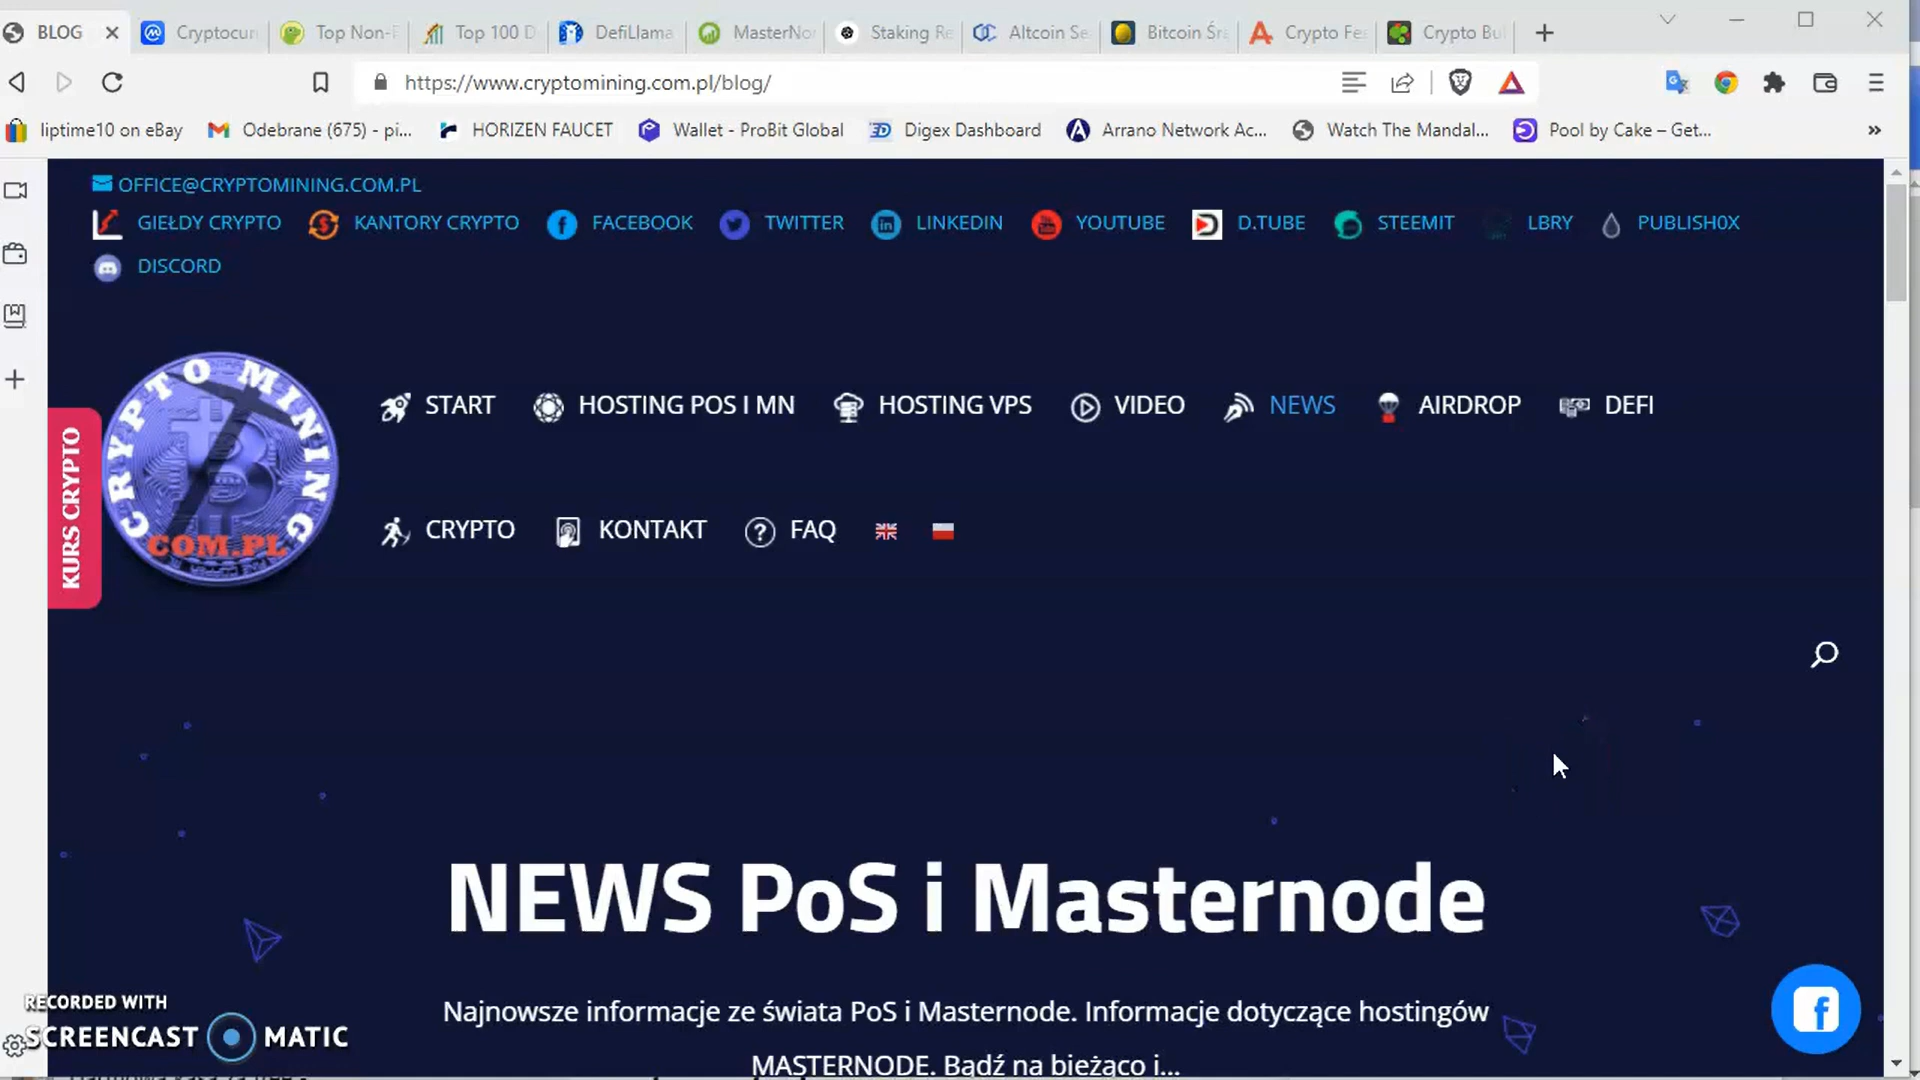 BLOG
Cryptocur
Top Non-F
Top 100 D
DefiLlama
MasterNo
Staking Re
Altcoin Se
Bitcoin Śr
Crypto Fe
Crypto Bu
https://www.cryptomining.com.pl/blog/
liptime10 on eBay
Odebrane (675) - pi...
HORIZEN FAUCET
Wallet - ProBit Global
Digex Dashboard
Arrano Network Ac...
Watch The Mandal...
Pool by Cake – Get...
OFFICE@CRYPTOMINING.COM.PL
GIEŁDY CRYPTO
KANTORY CRYPTO
FACEBOOK
TWITTER
LINKEDIN
YOUTUBE
D.TUBE
STEEMIT
LBRY
PUBLISH0X
DISCORD
CRYPTO MINING
COM.PL
KURS CRYPTO
START
HOSTING POS I MN
HOSTING VPS
VIDEO
NEWS
AIRDROP
DEFI
CRYPTO
KONTAKT
FAQ
NEWS PoS i Masternode
Najnowsze informacje ze świata PoS i Masternode. Informacje dotyczące hostingów
MASTERNODE. Bądź na bieżąco i...
RECORDED WITH
SCREENCAST MATIC